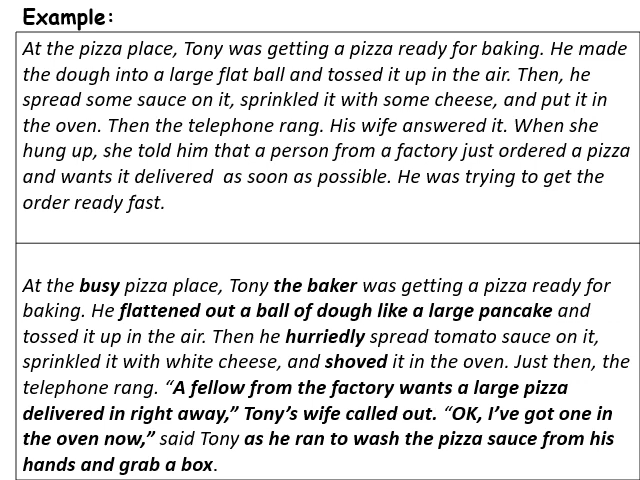 Example:
At the pizza place, Tony was getting a pizza ready for baking. He made
the dough into a large flat ball and tossed it up in the air. Then, he
spread some sauce on it, sprinkled it with some cheese, and put it in
the oven. Then the telephone rang. His wife answered it. When she
hung up, she told him that a person from a factory just ordered a pizza
and wants it delivered  as soon as possible. He was trying to get the
order ready fast.
At the busy pizza place, Tony the baker was getting a pizza ready for
baking. He flattened out a ball of dough like a large pancake and
tossed it up in the air. Then he hurriedly spread tomato sauce on it,
sprinkled it with white cheese, and shoved it in the oven. Just then, the
telephone rang. “A fellow from the factory wants a large pizza
delivered in right away,” Tony’s wife called out. “OK, I’ve got one in
the oven now,” said Tony as he ran to wash the pizza sauce from his
hands and grab a box.